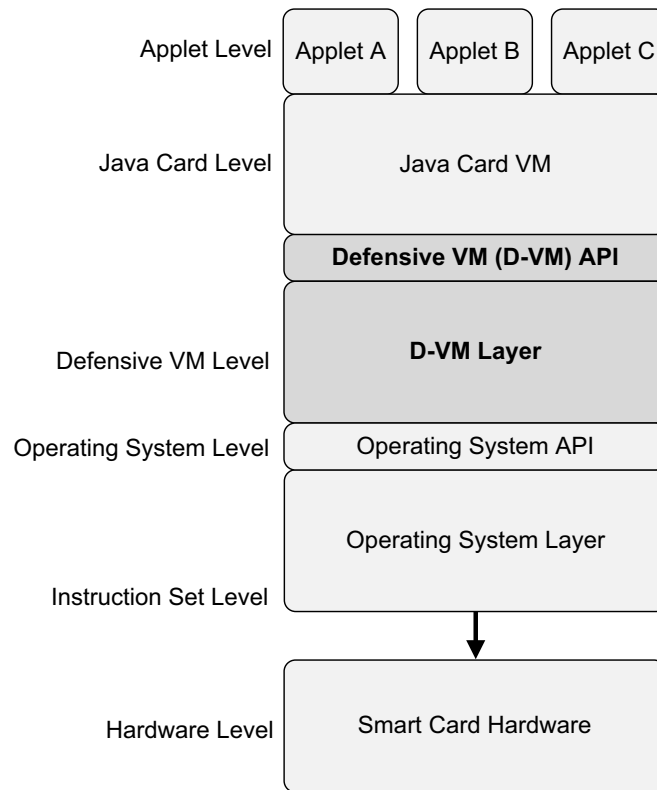 Applet Level
Applet A
Applet B
Applet C
Java Card Level
Java Card VM
Defensive VM (D-VM) API
Defensive VM Level
D-VM Layer
Operating System Level
Operating System API
Operating System Layer
Instruction Set Level
Hardware Level
Smart Card Hardware